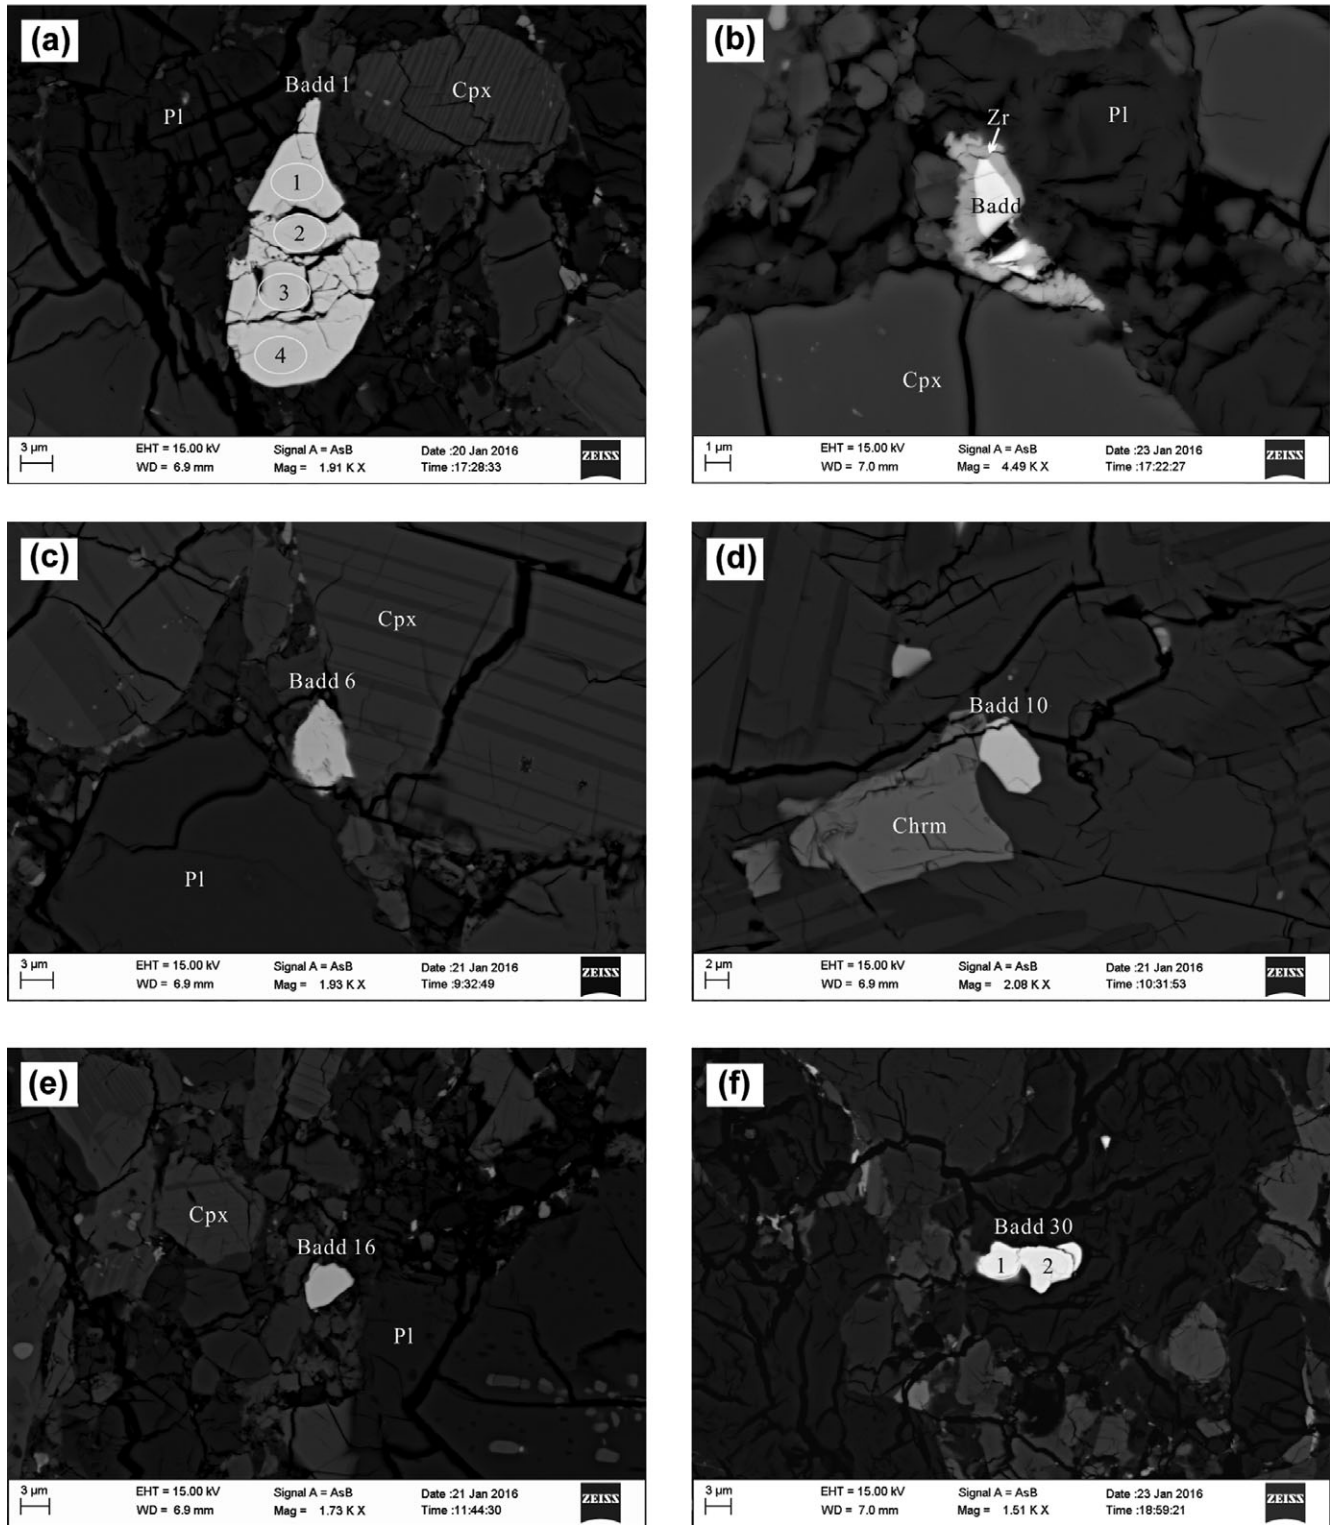 (a)
Badd 1
Cpx
Pl
1
2
3
4
3 µm
EHT = 15.00 kV
WD = 6.9 mm
Signal A = AsB
Mag = 1.91 K X
Date :20 Jan 2016
Time :17:28:33
ZEISS
(b)
Zr
Pl
Badd
Cpx
1 µm
EHT = 15.00 kV
WD = 7.0 mm
Signal A = AsB
Mag = 4.49 K X
Date :23 Jan 2016
Time :17:22:27
ZEISS
(c)
Cpx
Badd 6
Pl
3 µm
EHT = 15.00 kV
WD = 6.9 mm
Signal A = AsB
Mag = 1.93 K X
Date :21 Jan 2016
Time :9:32:49
ZEISS
(d)
Badd 10
Chrm
2 µm
EHT = 15.00 kV
WD = 6.9 mm
Signal A = AsB
Mag = 2.08 K X
Date :21 Jan 2016
Time :10:31:53
ZEISS
(e)
Cpx
Badd 16
Pl
3 µm
EHT = 15.00 kV
WD = 6.9 mm
Signal A = AsB
Mag = 1.73 K X
Date :21 Jan 2016
Time :11:44:30
ZEISS
(f)
Badd 30
1 2
3 µm
EHT = 15.00 kV
WD = 7.0 mm
Signal A = AsB
Mag = 1.51 K X
Date :23 Jan 2016
Time :18:59:21
ZEISS